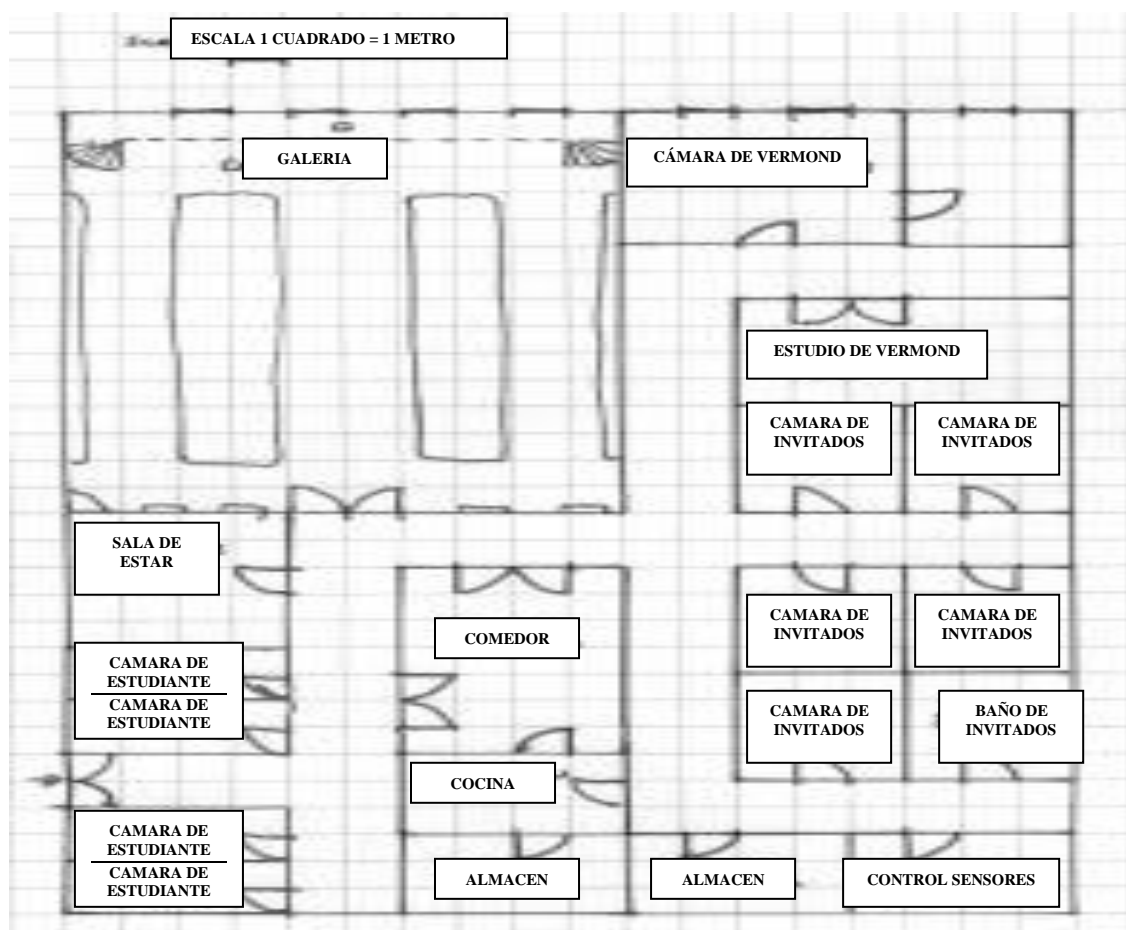 ESCALA 1 CUADRADO = 1 METRO
GALERIA
CÁMARA DE VERMOND
ESTUDIO DE VERMOND
CAMARA DE
INVITADOS
CAMARA DE
INVITADOS
SALA DE
ESTAR
CAMARA DE
INVITADOS
CAMARA DE
INVITADOS
COMEDOR
CAMARA DE
ESTUDIANTE
CAMARA DE
ESTUDIANTE
CAMARA DE
INVITADOS
BAÑO DE
INVITADOS
COCINA
CAMARA DE
ESTUDIANTE
CAMARA DE
ESTUDIANTE
ALMACEN
ALMACEN
CONTROL SENSORES